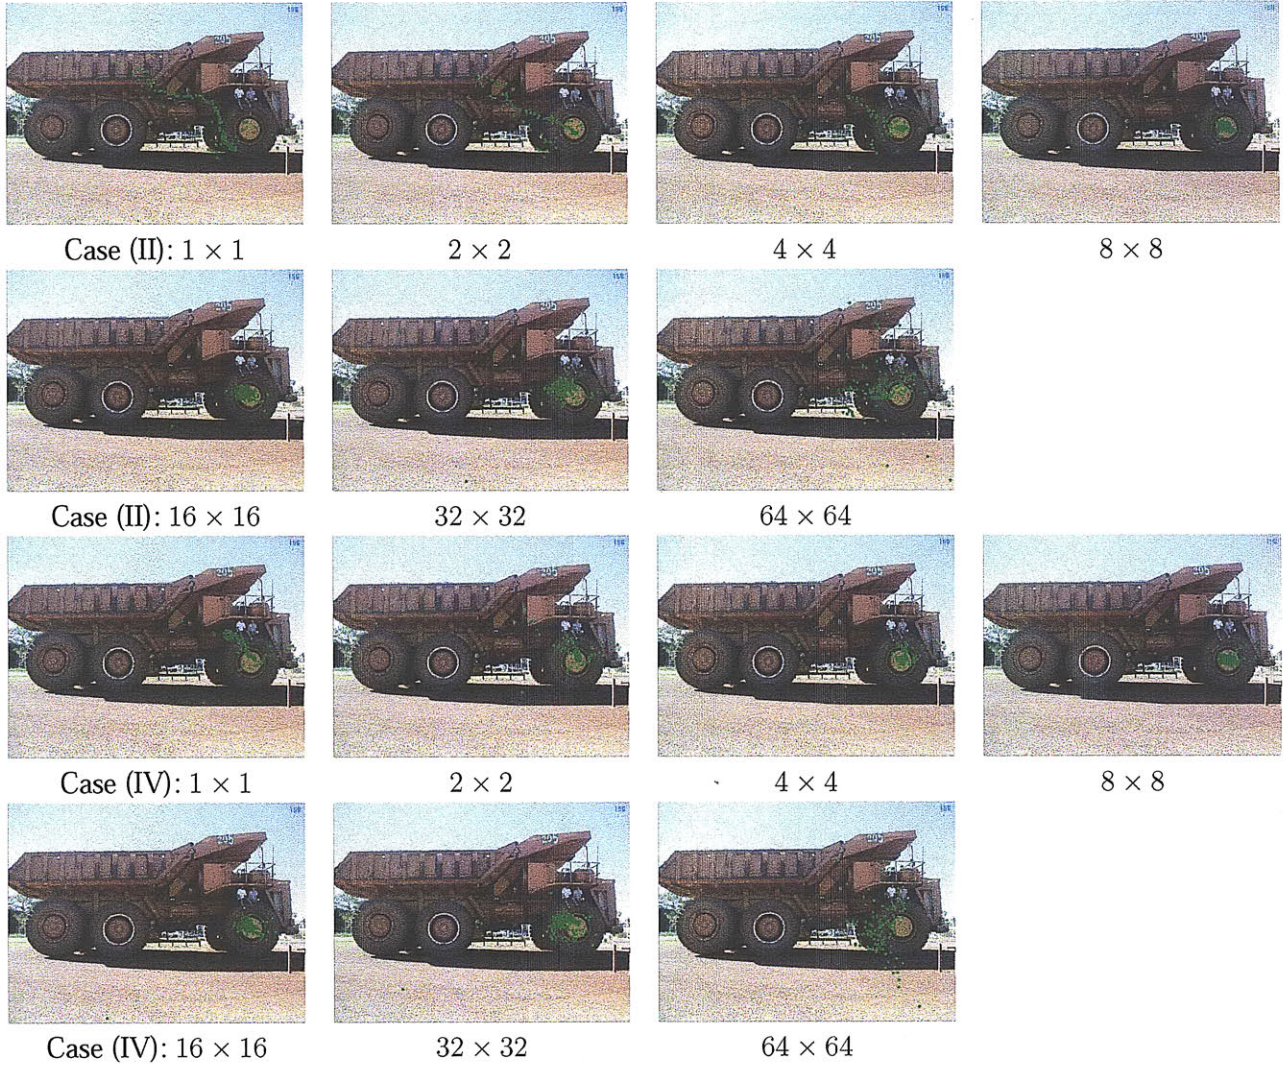 Case (II): 1 × 1
2 × 2
4 × 4
8 × 8
Case (II): 16 × 16
32 × 32
64 × 64
Case (IV): 1 × 1
2 × 2
4 × 4
8 × 8
Case (IV): 16 × 16
32 × 32
64 × 64